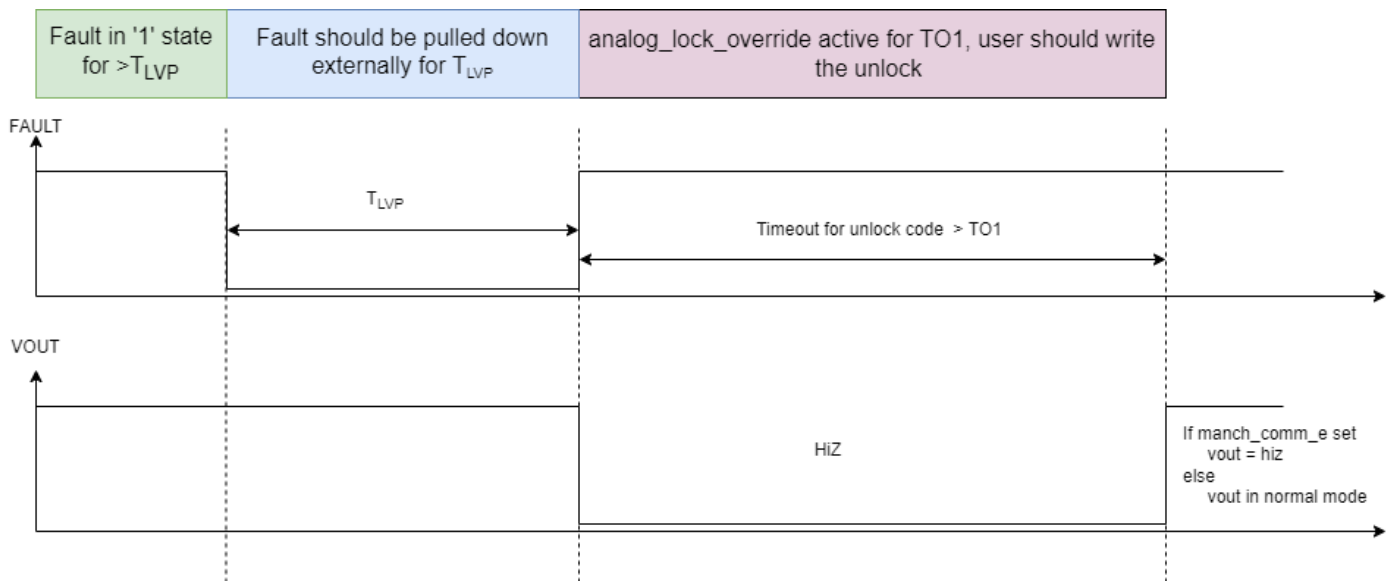 Fault in '1' state
for >TLVP
Fault should be pulled down
externally for TLVP
analog_lock_override active for TO1, user should write
the unlock
FAULT
TLVP
Timeout for unlock code > TO1
VOUT
HiZ
If manch_comm_e set
vout = hiz
else
vout in normal mode